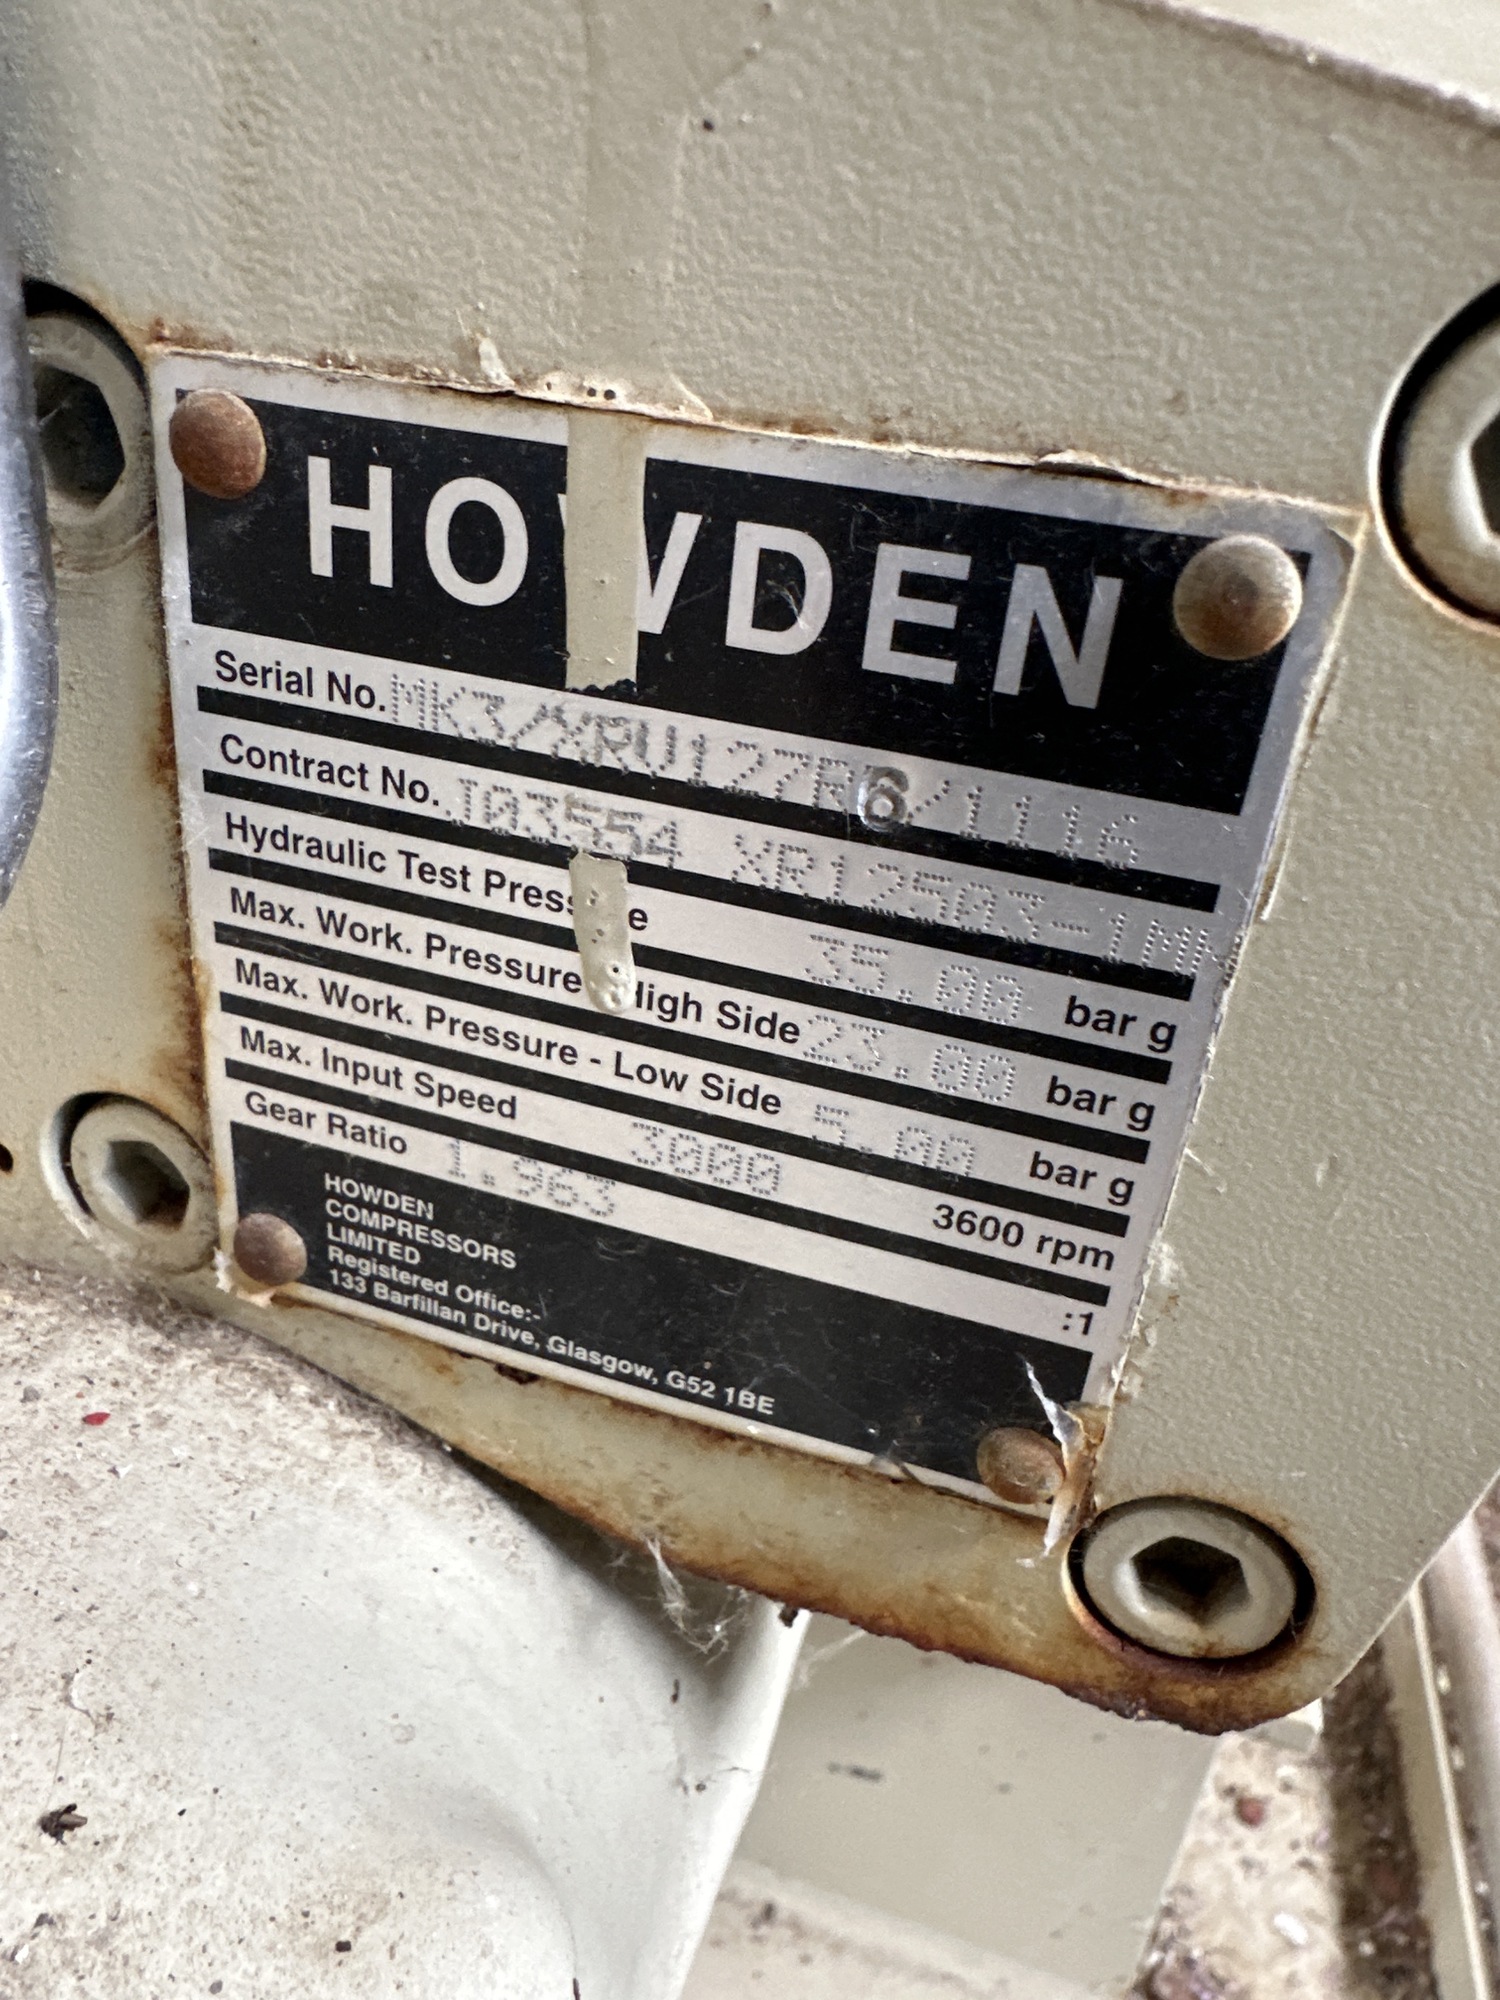 HOWDEN
Serial No. MK3/XRV127R6/1116
Contract No. J03554 XR12503-1MK
Hydraulic Test Pressure 35.00 bar g
Max. Work. Pressure High Side 23.00 bar g
Max. Work. Pressure - Low Side 5.00 bar g
Max. Input Speed 3000 3600 rpm
Gear Ratio 1.963 :1
HOWDEN
COMPRESSORS
LIMITED
Registered Office:-
133 Barfillan Drive, Glasgow, G52 1BE